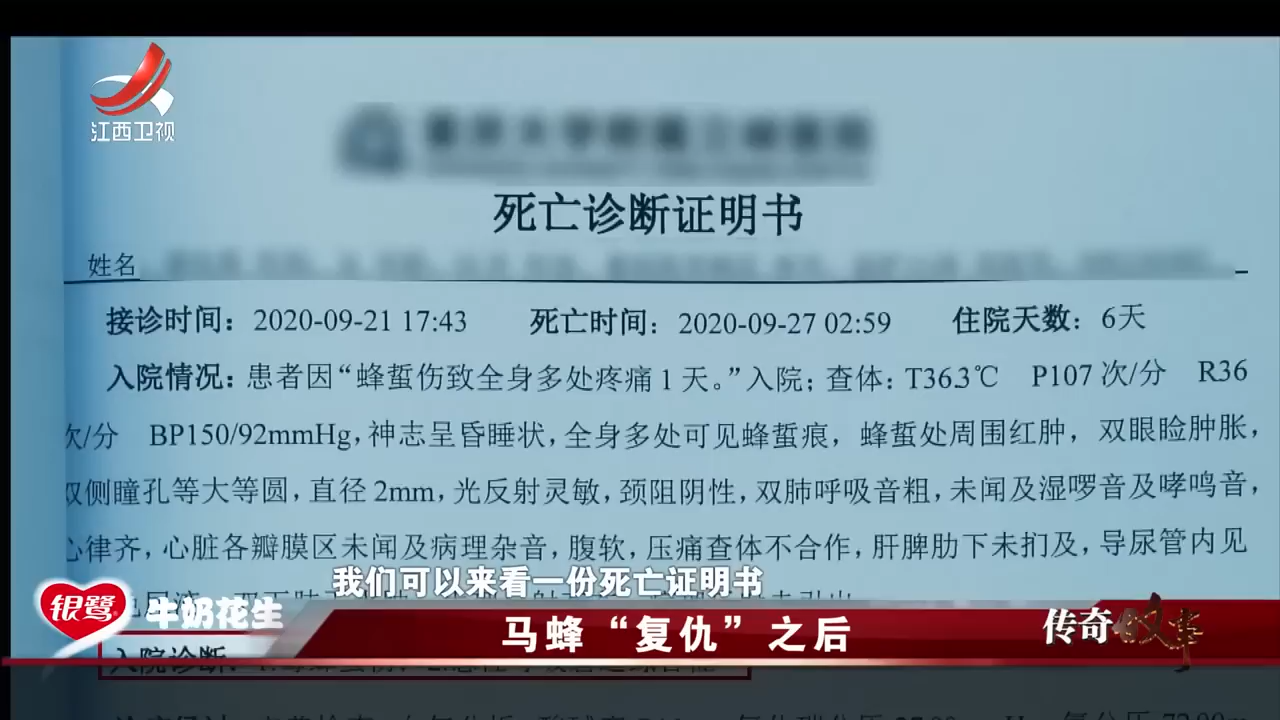 江西卫视
死亡诊断证明书
姓名
接诊时间：2020-09-21 17:43 死亡时间：2020-09-27 02:59 住院天数：6天
入院情况：患者因“蜂蜇伤致全身多处疼痛1天。”入院；查体：T36.3℃ P107次/分 R36
次/分 BP150/92mmHg，神志呈昏睡状，全身多处可见蜂蜇痕，蜂蜇处周围红肿，双眼睑肿胀，
双侧瞳孔等大等圆，直径2mm，光反射灵敏，颈阻阴性，双肺呼吸音粗，未闻及湿啰音及哮鸣音，
心律齐，心脏各瓣膜区未闻及病理杂音，腹软，压痛查体不合作，肝脾肋下未扪及，导尿管内见
我们可以来看一份死亡证明书
银鹭 牛奶花生
马蜂“复仇”之后
传奇故事
入院诊断